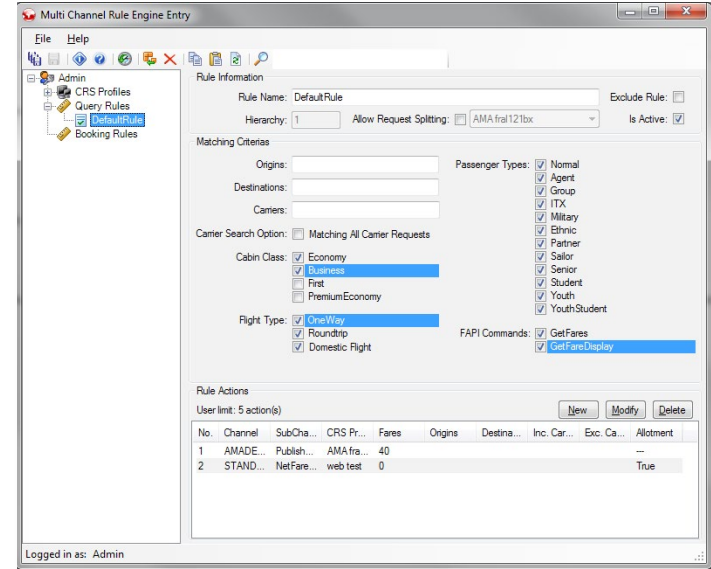 Multi Channel Rule Engine Entry
File Help
Admin
CRS Profiles
Query Rules
DefaultRule
Booking Rules
Rule Information
Rule Name: DefaultRule Exclude Rule:
Hierarchy: 1 Allow Request Splitting: AMA fral121bx Is Active:
Matching Criterias
Origins:
Destinations:
Carriers:
Carrier Search Option: Matching All Carrier Requests
Cabin Class: Economy
Business
First
PremiumEconomy
Flight Type: OneWay
Roundtrip
Domestic Flight
Passenger Types: Normal
Agent
Group
ITX
Military
Ethnic
Partner
Sailor
Senior
Student
Youth
YouthStudent
FAPI Commands: GetFares
GetFareDisplay
Rule Actions
User limit: 5 action(s) New Modify Delete
No. Channel SubCha... CRS Pr... Fares Origins Destina... Inc. Car... Exc. Ca... Allotment
1 AMADE... Publish... AMA fra... 40 ---
2 STAND... NetFare... web test 0 True
Logged in as: Admin